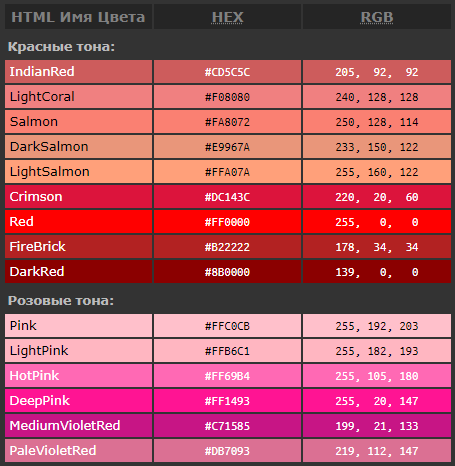 HTML Имя Цвета HEX RGB
Красные тона:
IndianRed #CD5C5C 205, 92, 92
LightCoral #F08080 240, 128, 128
Salmon #FA8072 250, 128, 114
DarkSalmon #E9967A 233, 150, 122
LightSalmon #FFA07A 255, 160, 122
Crimson #DC143C 220, 20, 60
Red #FF0000 255, 0, 0
FireBrick #B22222 178, 34, 34
DarkRed #8B0000 139, 0, 0
Розовые тона:
Pink #FFC0CB 255, 192, 203
LightPink #FFB6C1 255, 182, 193
HotPink #FF69B4 255, 105, 180
DeepPink #FF1493 255, 20, 147
MediumVioletRed #C71585 199, 21, 133
PaleVioletRed #DB7093 219, 112, 147